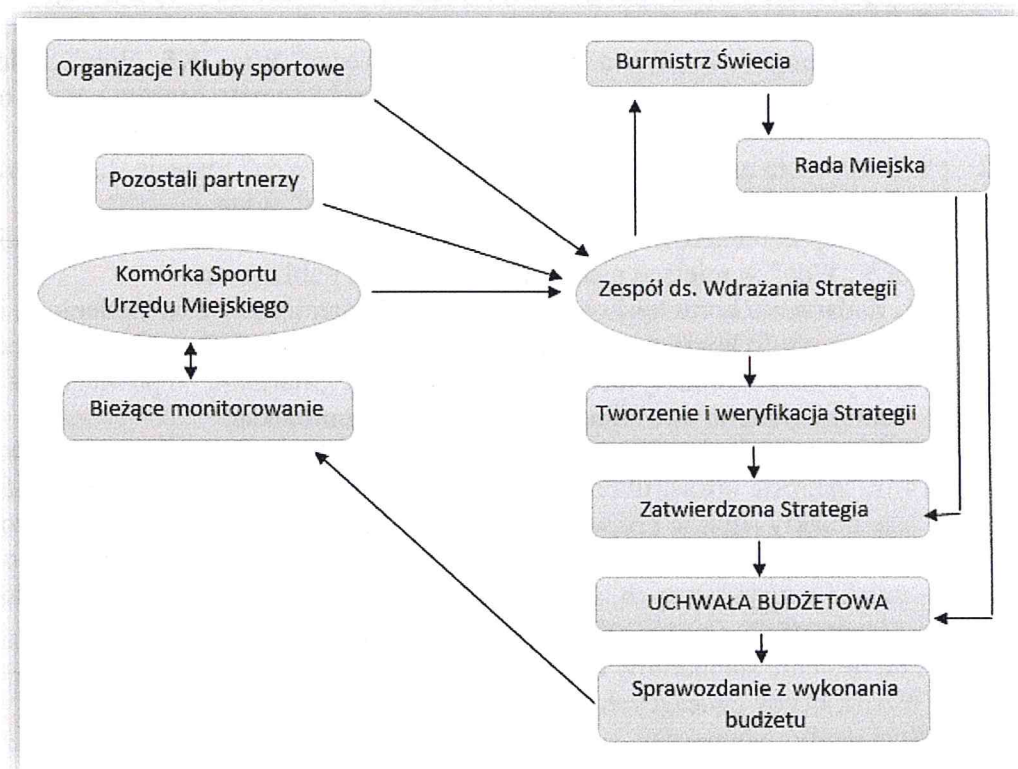 Organizacje i Kluby sportowe
Burmistrz Świecia
Rada Miejska
Pozostali partnerzy
Komórka Sportu
Urzędu Miejskiego
Zespół ds. Wdrażania Strategii
Bieżące monitorowanie
Tworzenie i weryfikacja Strategii
Zatwierdzona Strategia
UCHWAŁA BUDŻETOWA
Sprawozdanie z wykonania
budżetu